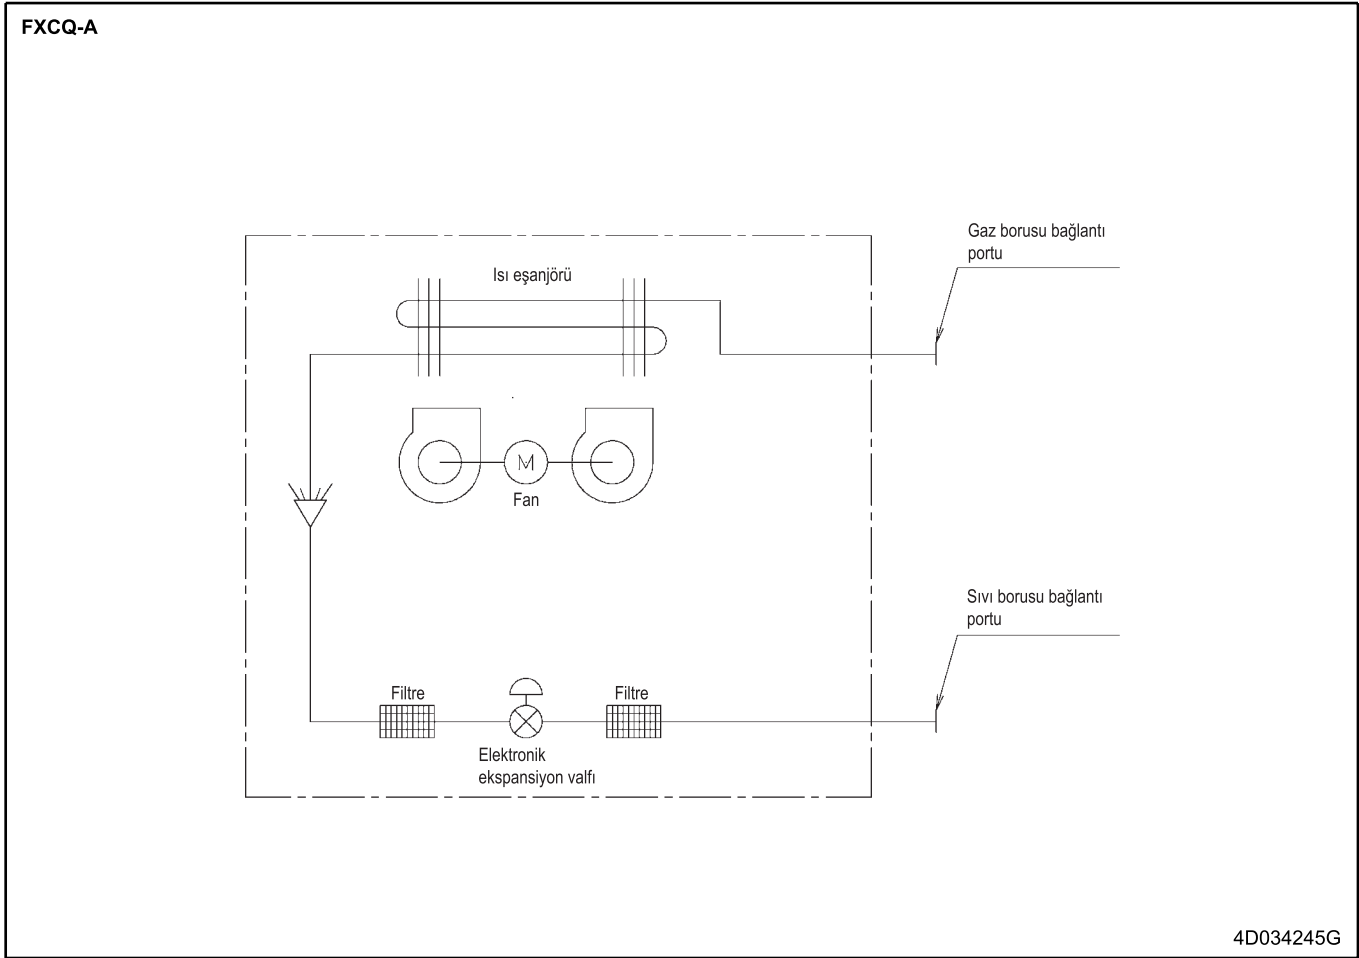 FXCQ-A
Gaz borusu bağlantı
portu
Isı eşanjörü
M
Fan
Sıvı borusu bağlantı
portu
Filtre
Filtre
Elektronik
ekspansiyon valfı
4D034245G